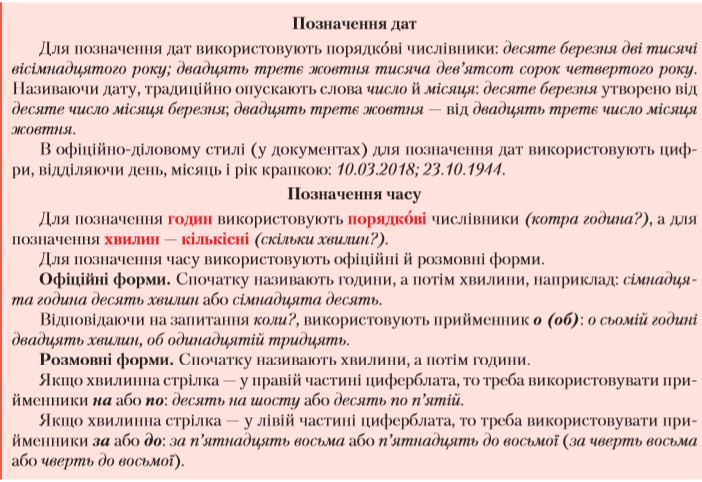 Позначення дат
Для позначення дат використовують порядко́ві числівники: десяте березня дві тисячі
вісімнадцятого року; двадцять третє жовтня тисяча дев’ятсот сорок четвертого року.
Називаючи дату, традиційно опускають слова число й місяця: десяте березня утворено від
десяте число місяця березня; двадцять третє жовтня — від двадцять третє число місяця
жовтня.
В офіційно-діловому стилі (у документах) для позначення дат використовують циф-
ри, відділяючи день, місяць і рік крапкою: 10.03.2018; 23.10.1944.
Позначення часу
Для позначення годин використовують порядко́ві числівники (котра година?), а для
позначення хвилин — кількісні (скільки хвилин?).
Для позначення часу використовують офіційні й розмовні форми.
Офіційні форми. Спочатку називають години, а потім хвилини, наприклад: сімнадця-
та година десять хвилин або сімнадцята десять.
Відповідаючи на запитання коли?, використовують прийменник о (об): о сьомій годині
двадцять хвилин, об одинадцятій тридцять.
Розмовні форми. Спочатку називають хвилини, а потім години.
Якщо хвилинна стрілка — у правій частині циферблата, то треба використовувати при-
йменники на або по: десять на шосту або десять по п’ятій.
Якщо хвилинна стрілка — у лівій частині циферблата, то треба використовувати при-
йменники за або до: за п’ятнадцять восьма або п’ятнадцять до восьмої (за чверть восьма
або чверть до восьмої).